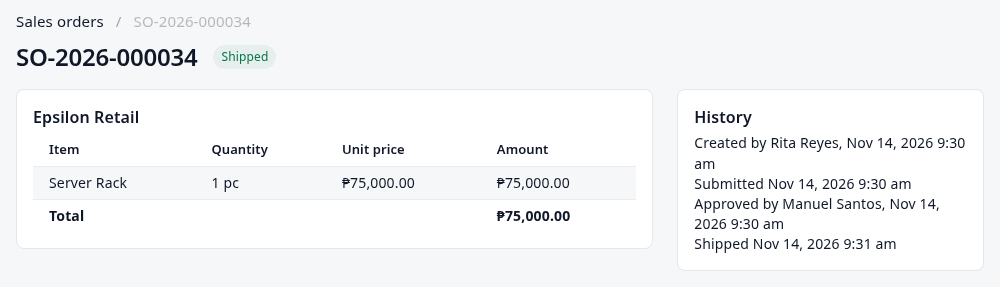 Sales orders / SO-2026-000034
SO-2026-000034 Shipped
Epsilon Retail
Item Quantity Unit price Amount
Server Rack 1 pc ₱75,000.00 ₱75,000.00
Total ₱75,000.00
History
Created by Rita Reyes, Nov 14, 2026 9:30
am
Submitted Nov 14, 2026 9:30 am
Approved by Manuel Santos, Nov 14,
2026 9:30 am
Shipped Nov 14, 2026 9:31 am